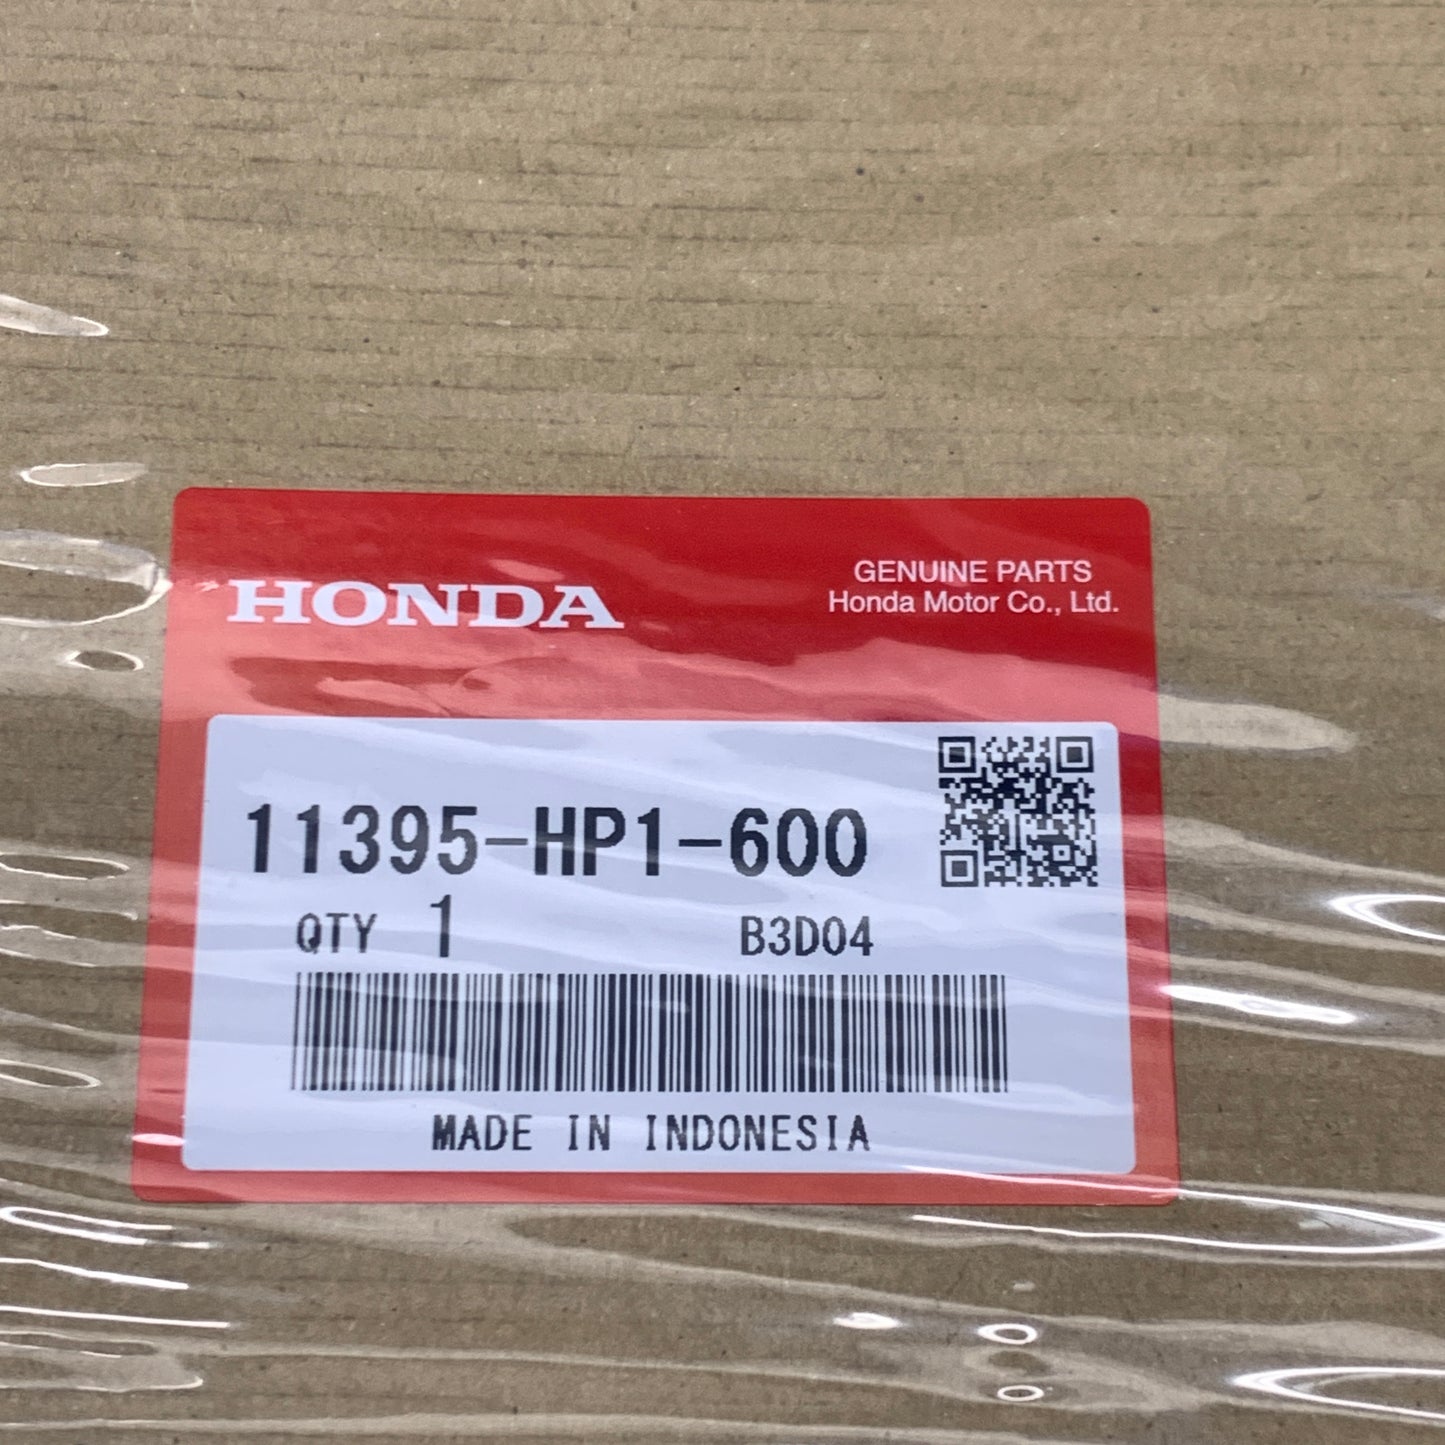 HONDA
GENUINE PARTS
Honda Motor Co., Ltd.
11395-HP1-600
QTY 1 B3D04
MADE IN INDONESIA